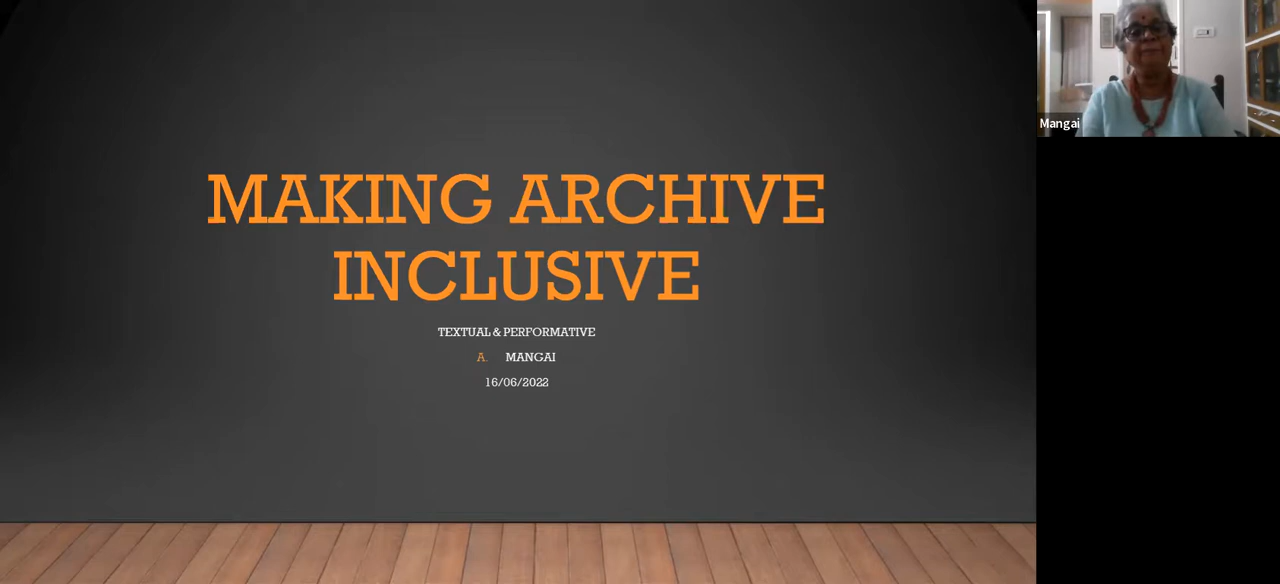 MAKING ARCHIVE
INCLUSIVE
TEXTUAL & PERFORMATIVE
A. MANGAI
16/06/2022
Mangai